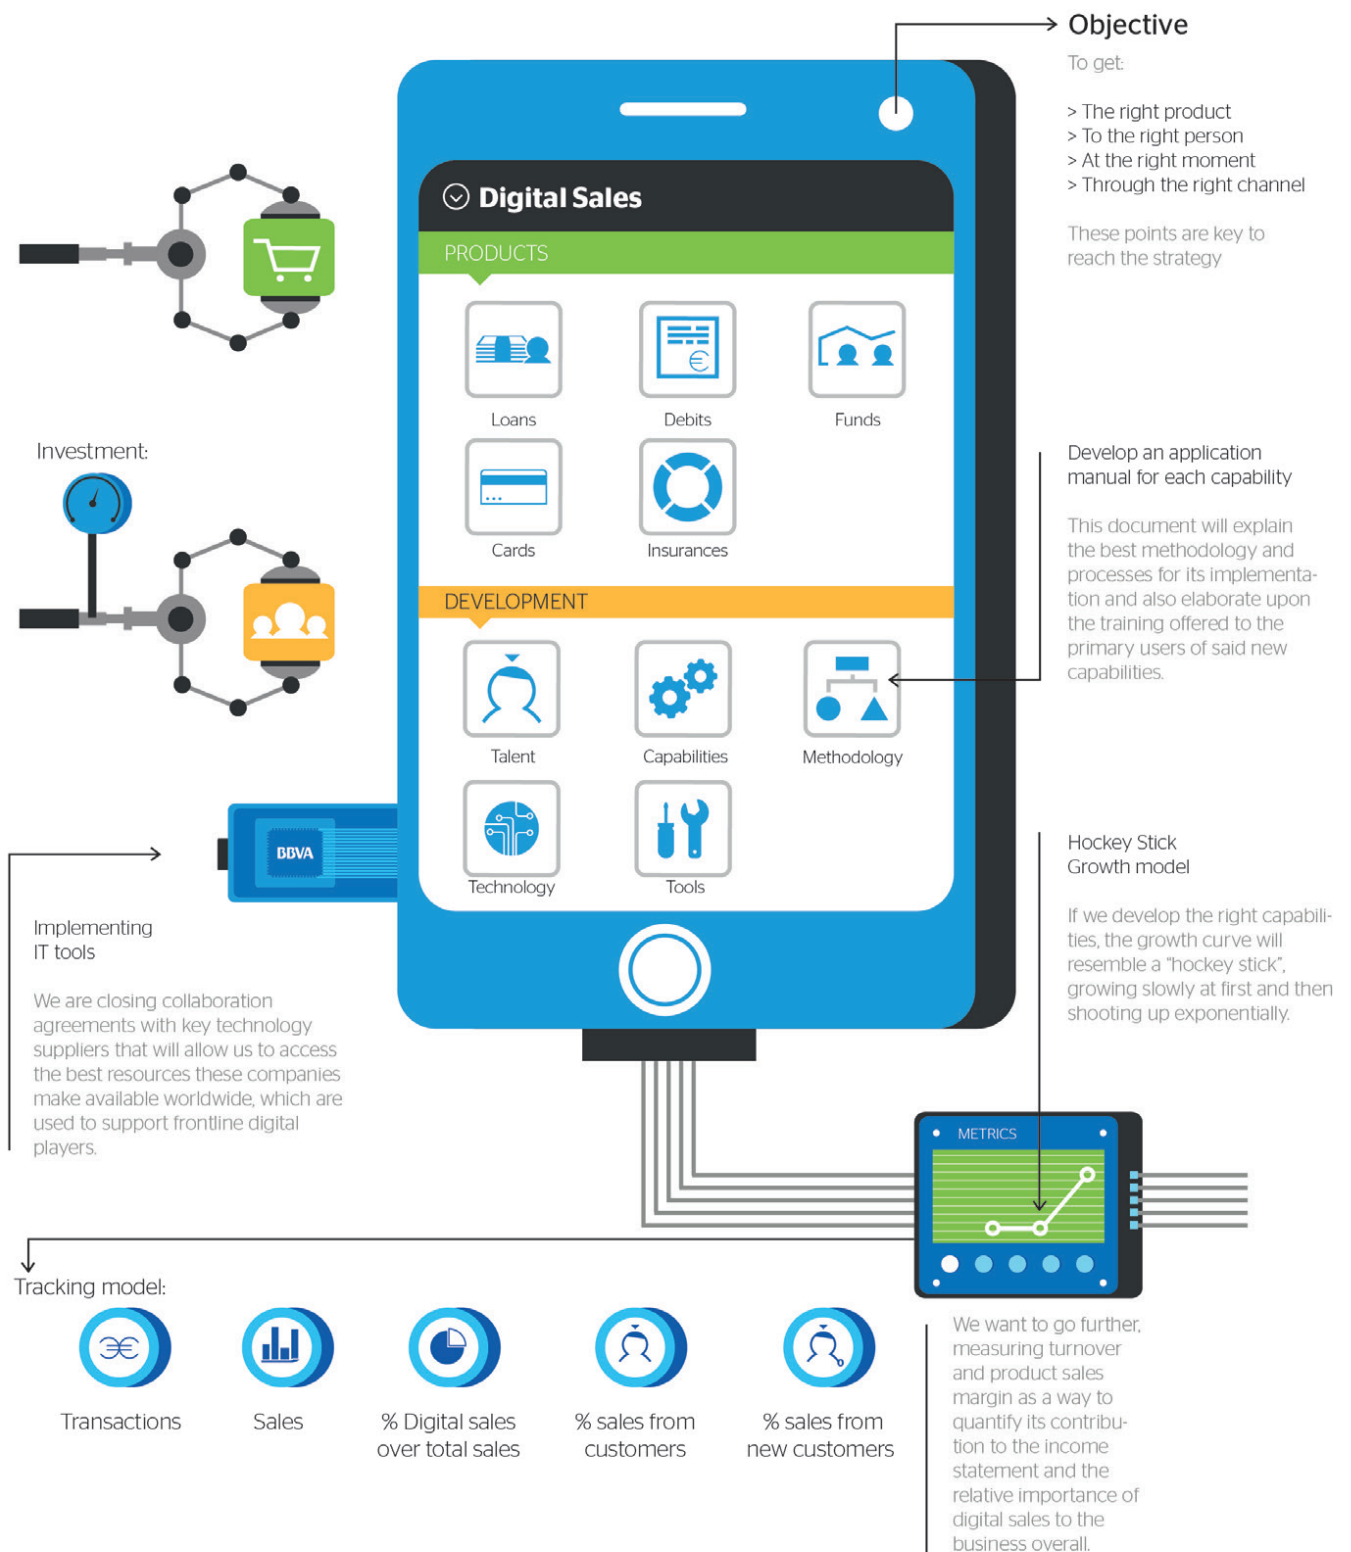 Objective
To get:
> The right product
> To the right person
> At the right moment
> Through the right channel
These points are key to
reach the strategy
Digital Sales
PRODUCTS
Loans
Debits
Funds
Cards
Insurances
Investment:
Develop an application
manual for each capability
This document will explain
the best methodology and
processes for its implementa-
tion and also elaborate upon
the training offered to the
primary users of said new
capabilities.
DEVELOPMENT
Talent
Capabilities
Methodology
Technology
Tools
BBVA
Implementing
IT tools
We are closing collaboration
agreements with key technology
suppliers that will allow us to access
the best resources these companies
make available worldwide, which are
used to support frontline digital
players.
Hockey Stick
Growth model
If we develop the right capabili-
ties, the growth curve will
resemble a “hockey stick”,
growing slowly at first and then
shooting up exponentially.
METRICS
Tracking model:
Transactions
Sales
% Digital sales
over total sales
% sales from
customers
% sales from
new customers
We want to go further,
measuring turnover
and product sales
margin as a way to
quantify its contribu-
tion to the income
statement and the
relative importance of
digital sales to the
business overall.